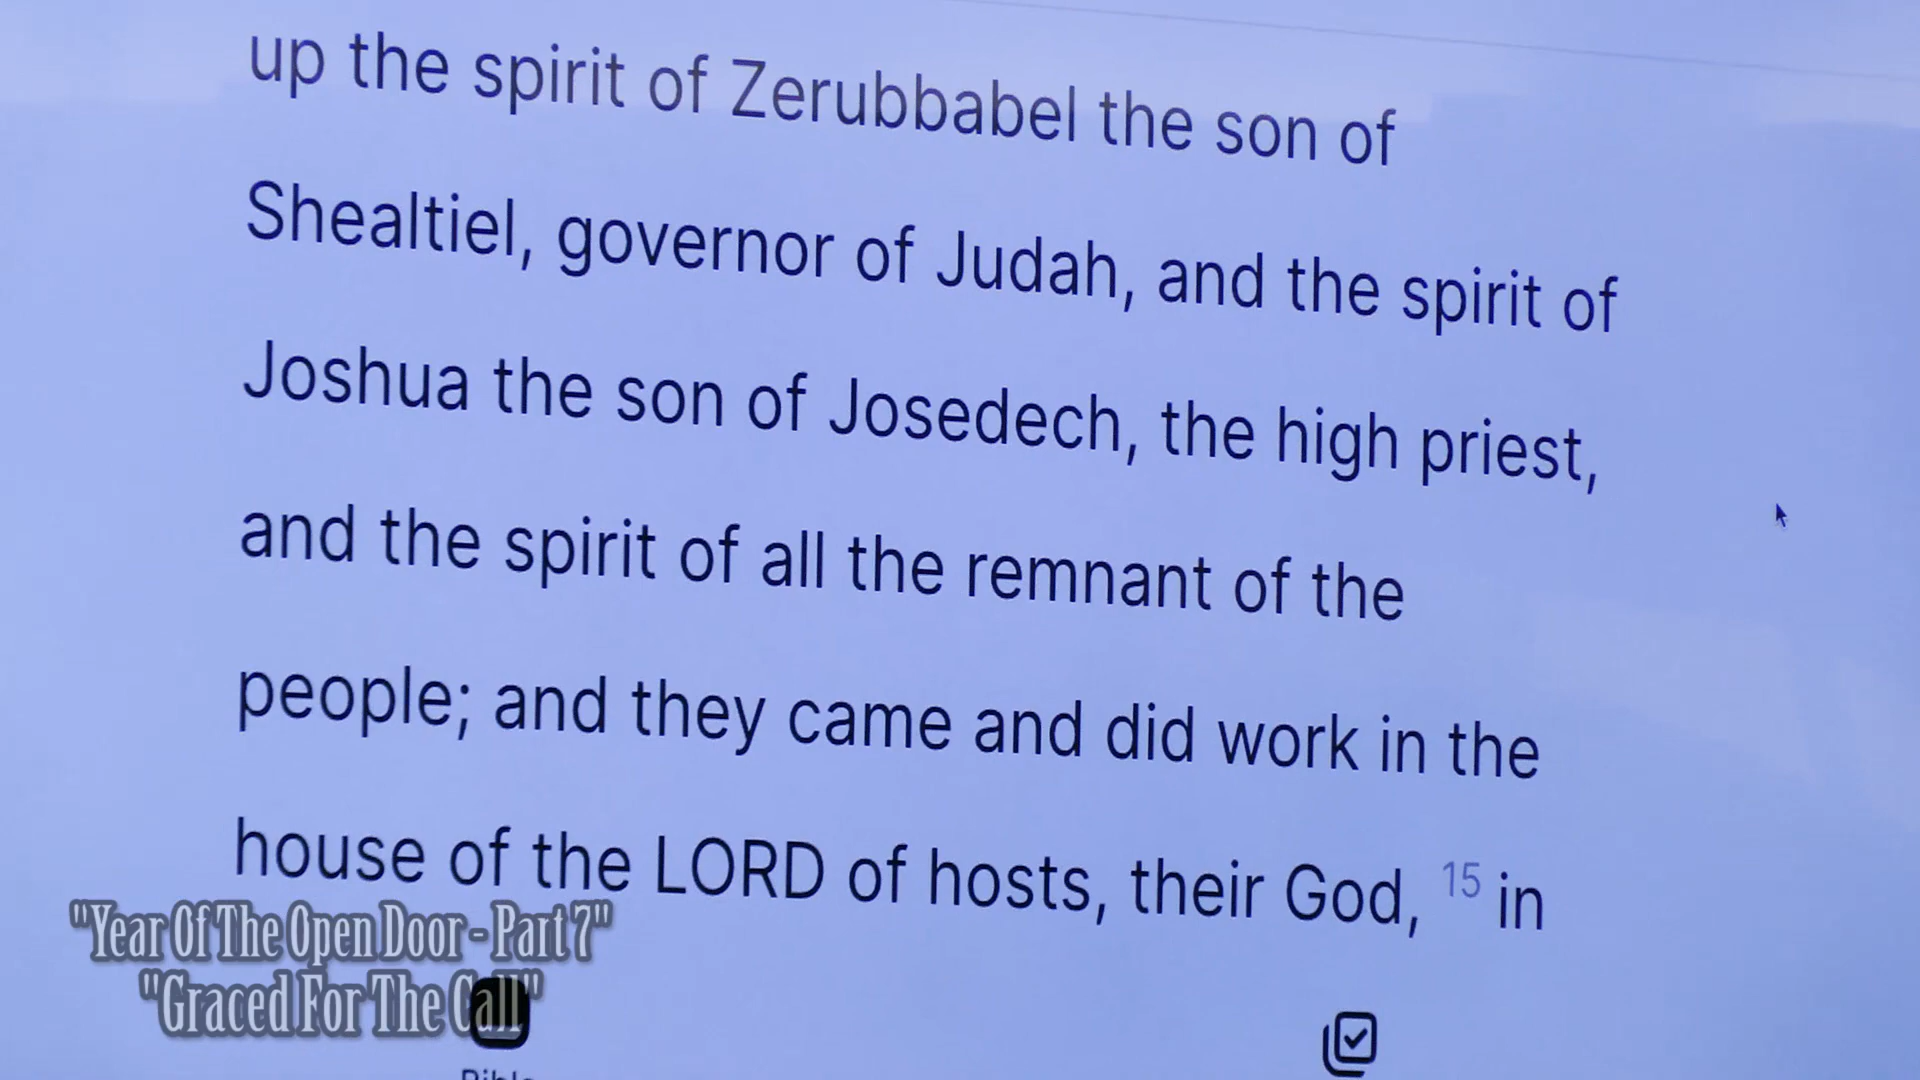 up the spirit of Zerubbabel the son of
Shealtiel, governor of Judah, and the spirit of
Joshua the son of Josedech, the high priest,
and the spirit of all the remnant of the
people; and they came and did work in the
house of the LORD of hosts, their God, 15 in
"Year Of The Open Door - Part 7"
"Graced For The Call"